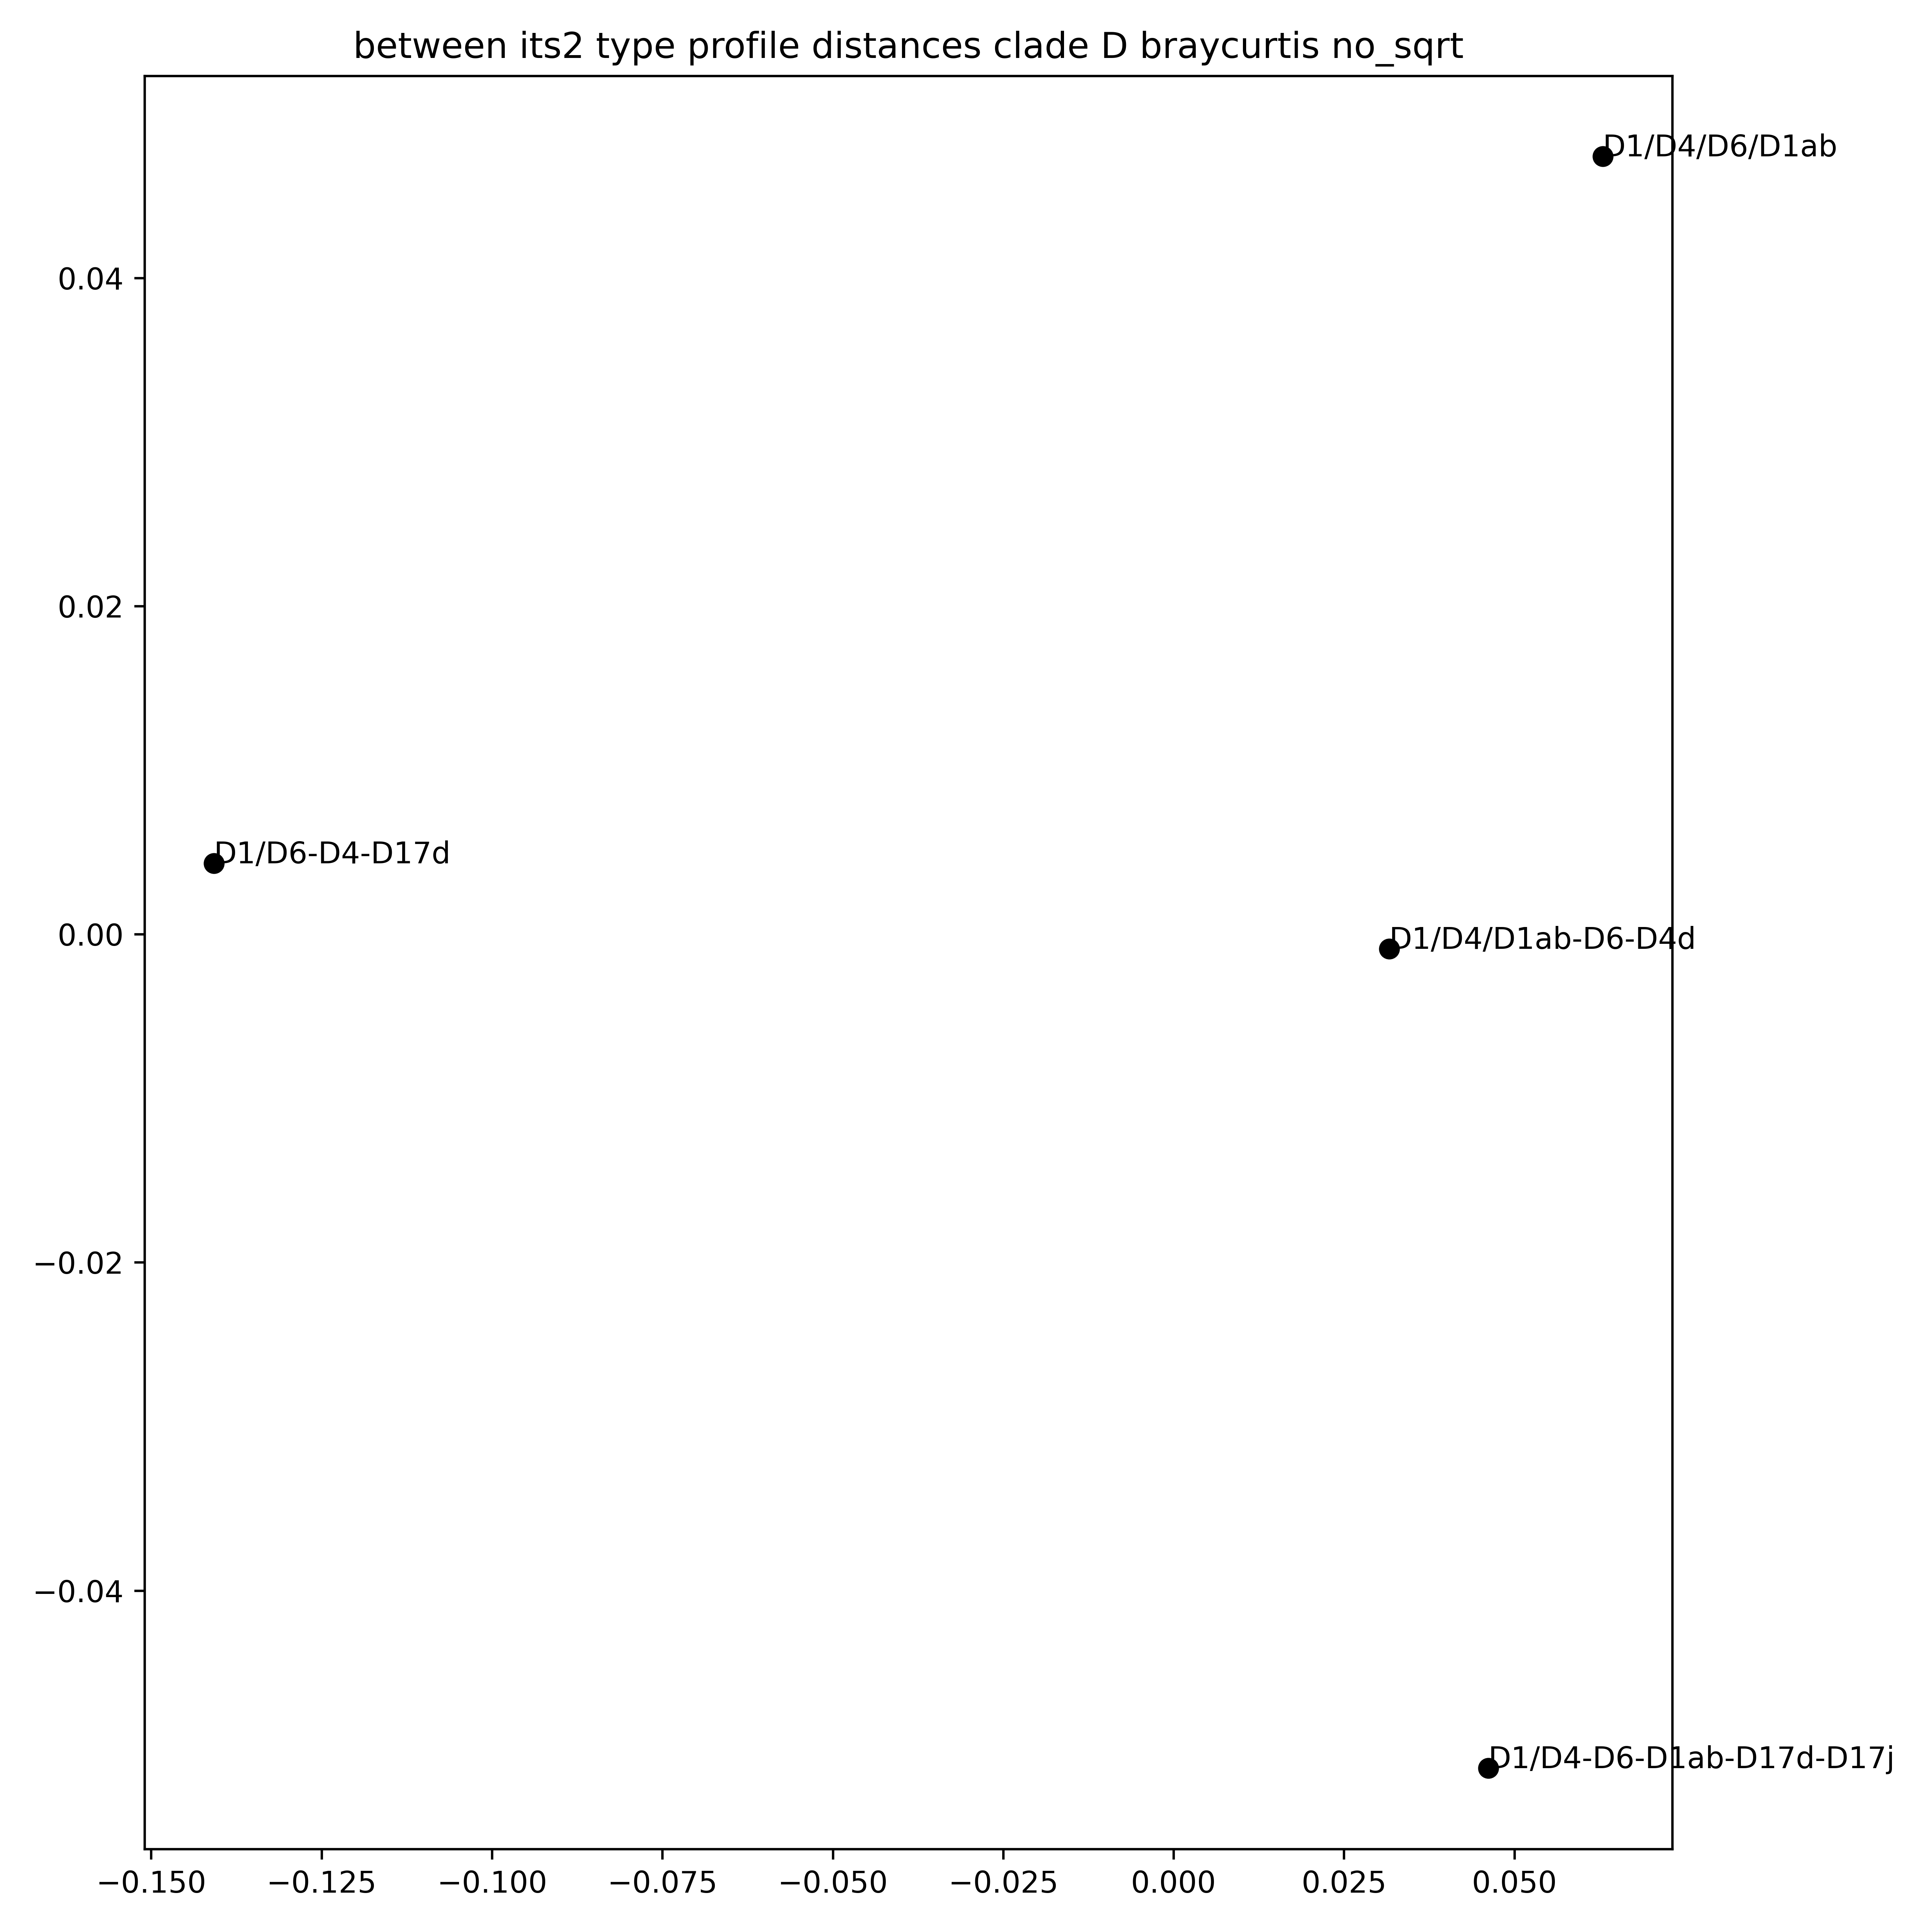 between its2 type profile distances clade D braycurtis no_sqrt
D1/D4/D6/D1ab
0.04
0.02
D1/D6-D4-D17d
0.00
D1/D4/D1ab-D6-D4d
−0.02
−0.04
D1/D4-D6-D1ab-D17d-D17j
−0.150 −0.125 −0.100 −0.075 −0.050 −0.025 0.000 0.025 0.050